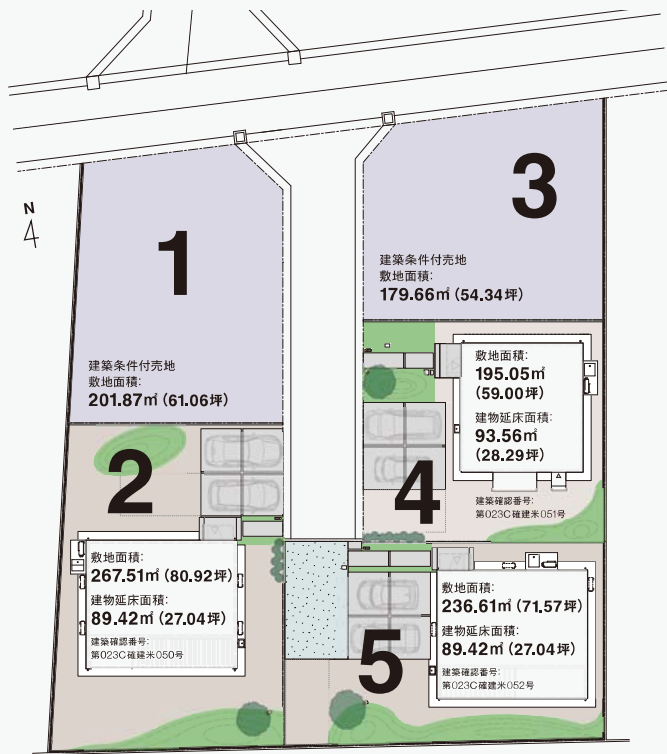 N
1
建築条件付売地
敷地面積:
201.87㎡(61.06坪)
3
建築条件付売地
敷地面積:
179.66㎡(54.34坪)
2
敷地面積:
267.51㎡(80.92坪)
建物延床面積:
89.42㎡(27.04坪)
建築確認番号:
第023C確建米050号
4
敷地面積:
195.05㎡
(59.00坪)
建物延床面積:
93.56㎡
(28.29坪)
建築確認番号:
第023C確建米051号
5
敷地面積:
236.61㎡(71.57坪)
建物延床面積:
89.42㎡(27.04坪)
建築確認番号:
第023C確建米052号